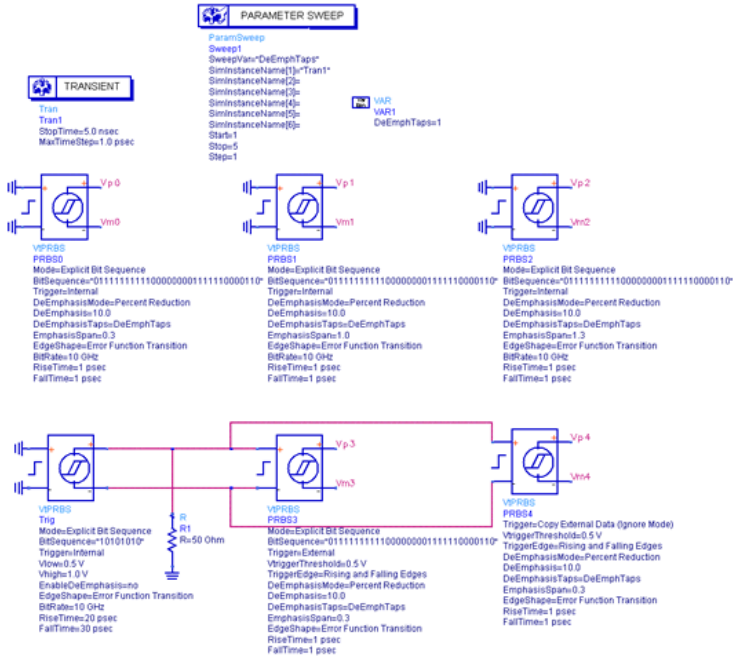 PARAMETER SWEEP
ParamSweep
Sweep1
SweepVar="DeEmphTaps"
SimInstanceName[1]="Tran1"
SimInstanceName[2]=
SimInstanceName[3]=
SimInstanceName[4]=
SimInstanceName[5]=
SimInstanceName[6]=
Start=1
Stop=5
Step=1
TRANSIENT
Tran
Tran1
StopTime=5.0 nsec
MaxTimeStep=1.0 psec
VAR
VAR1
DeEmphTaps=1
Vp0
Vm0
VtPRBS
PRBS0
Mode=Explicit Bit Sequence
Trigger=Internal
DeEmphasisMode=Percent Reduction
DeEmphasis=10.0
DeEmphasisTaps=DeEmphTaps
EmphasisSpan=0.3
EdgeShape=Error Function Transition
BitRate=10 GHz
RiseTime=1 psec
FallTime=1 psec
Vp1
Vm1
VtPRBS
PRBS1
Mode=Explicit Bit Sequence
Trigger=Internal
DeEmphasisMode=Percent Reduction
DeEmphasis=10.0
DeEmphasisTaps=DeEmphTaps
EmphasisSpan=1.0
EdgeShape=Error Function Transition
BitRate=10 GHz
RiseTime=1 psec
FallTime=1 psec
Vp2
Vm2
VtPRBS
PRBS2
Mode=Explicit Bit Sequence
Trigger=Internal
DeEmphasisMode=Percent Reduction
DeEmphasis=10.0
DeEmphasisTaps=DeEmphTaps
EmphasisSpan=1.3
EdgeShape=Error Function Transition
BitRate=10 GHz
RiseTime=1 psec
FallTime=1 psec
VtPRBS
Trig
Mode=Explicit Bit Sequence
BitSequence="10101010"
Trigger=Internal
Vlow=0.5 V
Vhigh=1.0 V
EnableDeEmphasis=no
EdgeShape=Error Function Transition
BitRate=10 GHz
RiseTime=20 psec
FallTime=30 psec
R
R1
R=50 Ohm
Vp3
Vm3
VtPRBS
PRBS3
Mode=Explicit Bit Sequence
Trigger=External
VtriggerThreshold=0.5 V
TriggerEdge=Rising and Falling Edges
DeEmphasisMode=Percent Reduction
DeEmphasis=10.0
DeEmphasisTaps=DeEmphTaps
EmphasisSpan=0.3
EdgeShape=Error Function Transition
RiseTime=1 psec
FallTime=1 psec
Vp4
Vm4
VtPRBS
PRBS4
Trigger=Copy External Data (Ignore Mode)
VtriggerThreshold=0.5 V
TriggerEdge=Rising and Falling Edges
DeEmphasisMode=Percent Reduction
DeEmphasis=10.0
DeEmphasisTaps=DeEmphTaps
EmphasisSpan=0.3
EdgeShape=Error Function Transition
RiseTime=1 psec
FallTime=1 psec